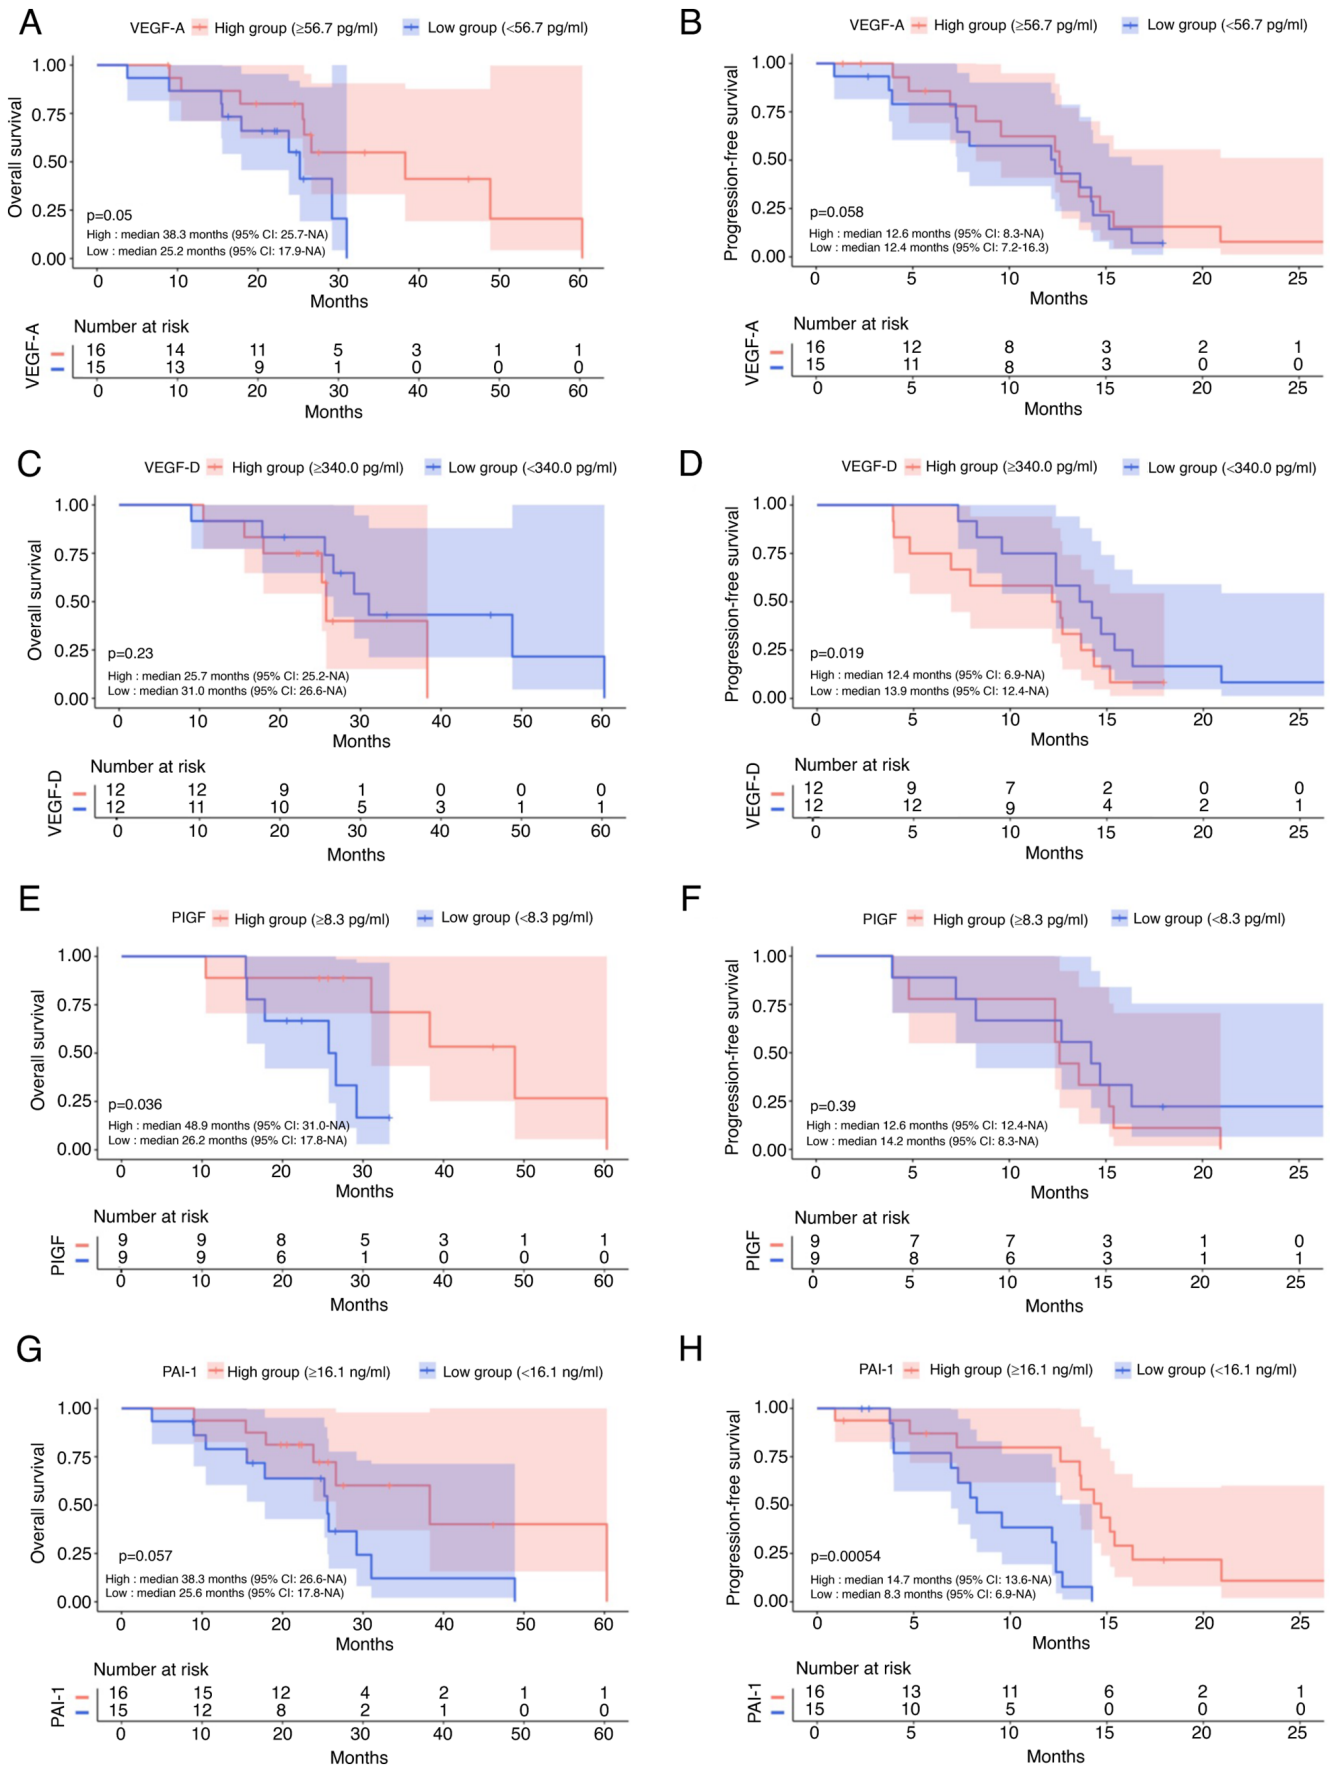 A
VEGF-A High group (≥56.7 pg/ml) Low group (<56.7 pg/ml)
Overall survival
1.00
0.75
0.50
0.25
0.00
p=0.05
High : median 38.3 months (95% CI: 25.7-NA)
Low : median 25.2 months (95% CI: 17.9-NA)
0 10 20 30 40 50 60
Months
Number at risk
VEGF-A
16 14 11 5 3 1 1
15 13 9 1 0 0 0
0 10 20 30 40 50 60
Months
B
VEGF-A High group (≥56.7 pg/ml) Low group (<56.7 pg/ml)
Progression-free survival
1.00
0.75
0.50
0.25
0.00
p=0.058
High : median 12.6 months (95% CI: 8.3-NA)
Low : median 12.4 months (95% CI: 7.2-16.3)
0 5 10 15 20 25
Months
Number at risk
VEGF-A
16 12 8 3 2 1
15 11 8 3 0 0
0 5 10 15 20 25
Months
C
VEGF-D High group (≥340.0 pg/ml) Low group (<340.0 pg/ml)
Overall survival
1.00
0.75
0.50
0.25
0.00
p=0.23
High : median 25.7 months (95% CI: 25.2-NA)
Low : median 31.0 months (95% CI: 26.6-NA)
0 10 20 30 40 50 60
Months
Number at risk
VEGF-D
12 12 9 1 0 0 0
12 11 10 5 3 1 1
0 10 20 30 40 50 60
Months
D
VEGF-D High group (≥340.0 pg/ml) Low group (<340.0 pg/ml)
Progression-free survival
1.00
0.75
0.50
0.25
0.00
p=0.019
High : median 12.4 months (95% CI: 6.9-NA)
Low : median 13.9 months (95% CI: 12.4-NA)
0 5 10 15 20 25
Months
Number at risk
VEGF-D
12 9 7 2 0 0
12 12 9 4 2 1
0 5 10 15 20 25
Months
E
PlGF High group (≥8.3 pg/ml) Low group (<8.3 pg/ml)
Overall survival
1.00
0.75
0.50
0.25
0.00
p=0.036
High : median 48.9 months (95% CI: 31.0-NA)
Low : median 26.2 months (95% CI: 17.8-NA)
0 10 20 30 40 50 60
Months
Number at risk
PlGF
9 9 8 5 3 1 1
9 9 6 1 0 0 0
0 10 20 30 40 50 60
Months
F
PlGF High group (≥8.3 pg/ml) Low group (<8.3 pg/ml)
Progression-free survival
1.00
0.75
0.50
0.25
0.00
p=0.39
High : median 12.6 months (95% CI: 12.4-NA)
Low : median 14.2 months (95% CI: 8.3-NA)
0 5 10 15 20 25
Months
Number at risk
PlGF
9 7 7 3 1 0
9 8 6 3 1 1
0 5 10 15 20 25
Months
G
PAI-1 High group (≥16.1 ng/ml) Low group (<16.1 ng/ml)
Overall survival
1.00
0.75
0.50
0.25
0.00
p=0.057
High : median 38.3 months (95% CI: 26.6-NA)
Low : median 25.6 months (95% CI: 17.8-NA)
0 10 20 30 40 50 60
Months
Number at risk
PAI-1
16 15 12 4 2 1 1
15 12 8 2 1 0 0
0 10 20 30 40 50 60
Months
H
PAI-1 High group (≥16.1 ng/ml) Low group (<16.1 ng/ml)
Progression-free survival
1.00
0.75
0.50
0.25
0.00
p=0.00054
High : median 14.7 months (95% CI: 13.6-NA)
Low : median 8.3 months (95% CI: 6.9-NA)
0 5 10 15 20 25
Months
Number at risk
PAI-1
16 13 11 6 2 1
15 10 5 0 0 0
0 5 10 15 20 25
Months